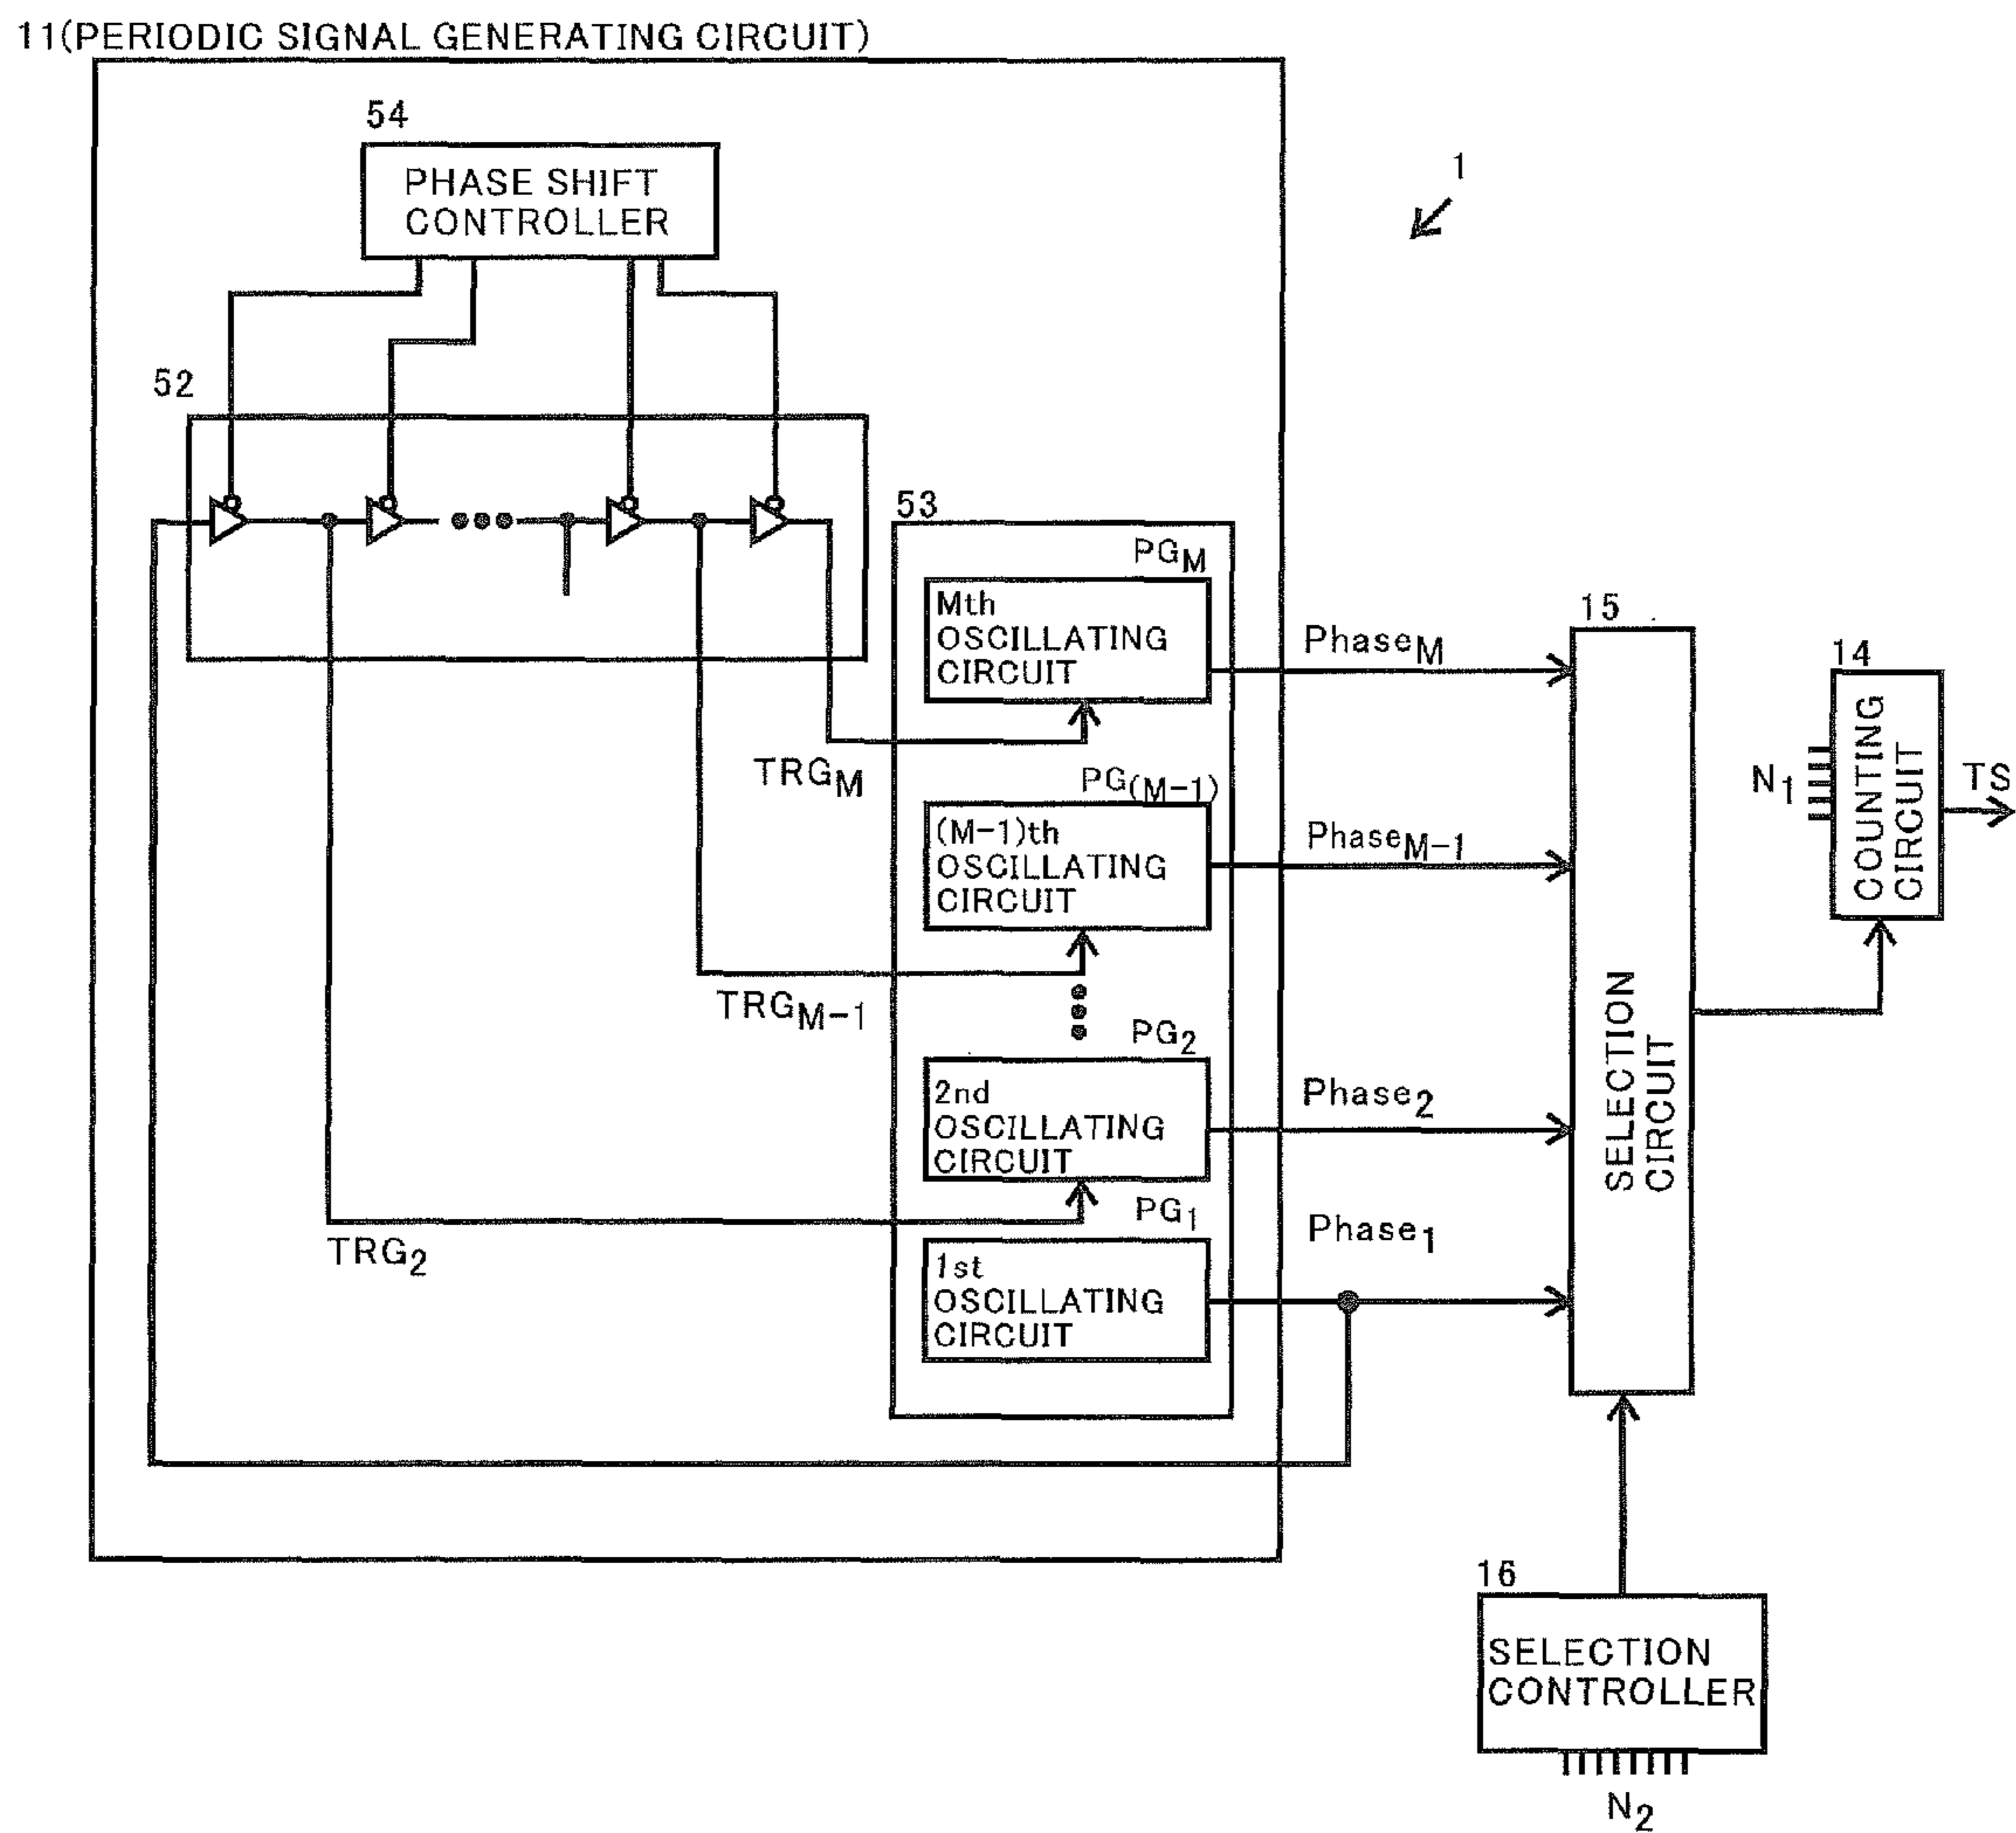 11(PERIODIC SIGNAL GENERATING CIRCUIT)
54
PHASE SHIFT
CONTROLLER
1
52
53
PGM
Mth
OSCILLATING
CIRCUIT
PhaseM
15
14
COUNTING
CIRCUIT
N1
TS
TRGM
PG(M-1)
(M-1)th
OSCILLATING
CIRCUIT
PhaseM-1
TRGM-1
SELECTION
CIRCUIT
PG2
2nd
OSCILLATING
CIRCUIT
Phase2
TRG2
PG1
1st
OSCILLATING
CIRCUIT
Phase1
16
SELECTION
CONTROLLER
N2